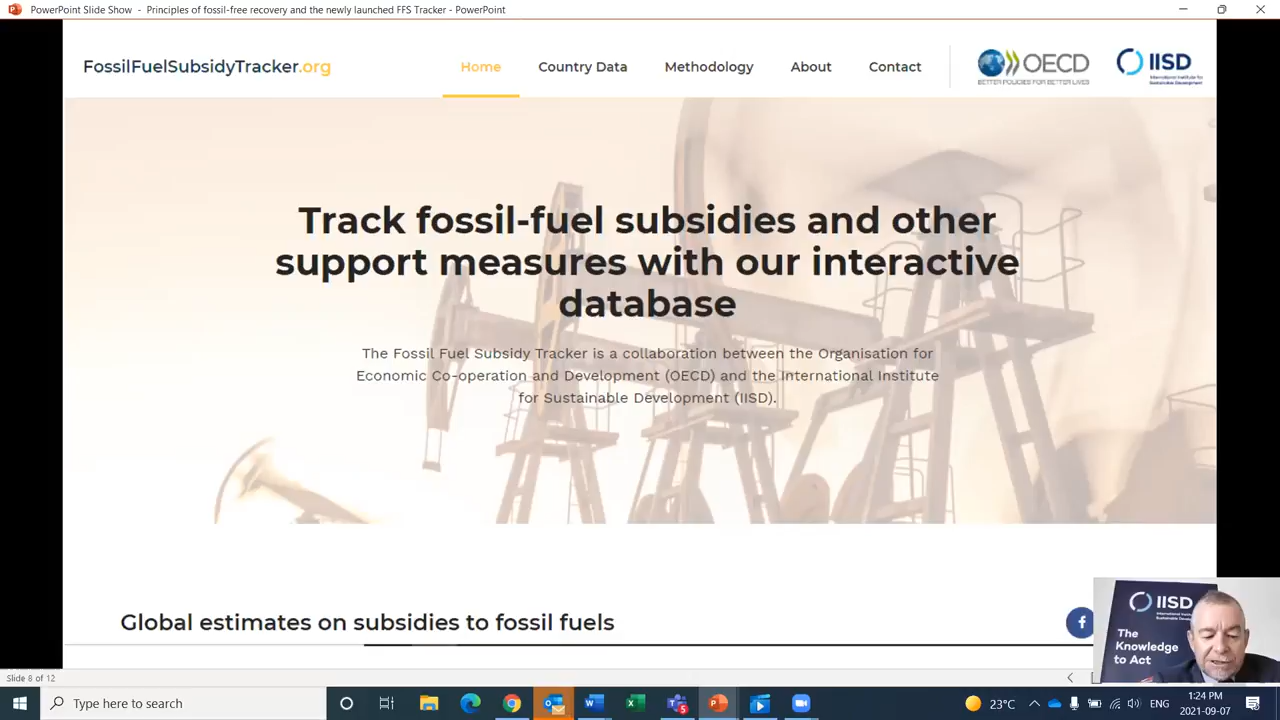 PowerPoint Slide Show - Principles of fossil-free recovery and the newly launched FFS Tracker - PowerPoint
FossilFuelSubsidyTracker.org
Home
Country Data
Methodology
About
Contact
OECD
BETTER POLICIES FOR BETTER LIVES
IISD
International Institute for
Sustainable Development
Track fossil-fuel subsidies and other
support measures with our interactive
database
The Fossil Fuel Subsidy Tracker is a collaboration between the Organisation for
Economic Co-operation and Development (OECD) and the International Institute
for Sustainable Development (IISD).
Global estimates on subsidies to fossil fuels
f
IISD
The
Knowledge
to Act
Slide 8 of 12
Type here to search
23°C
ENG
1:24 PM
2021-09-07